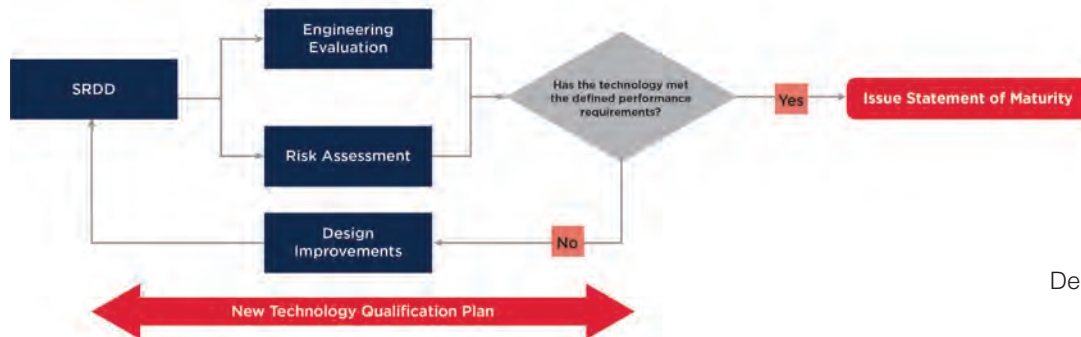 Engineering
Evaluation
SRDD
Has the technology met
the defined performance
requirements?
Yes
Issue Statement of Maturity
Risk Assessment
Design
Improvements
No
De
New Technology Qualification Plan